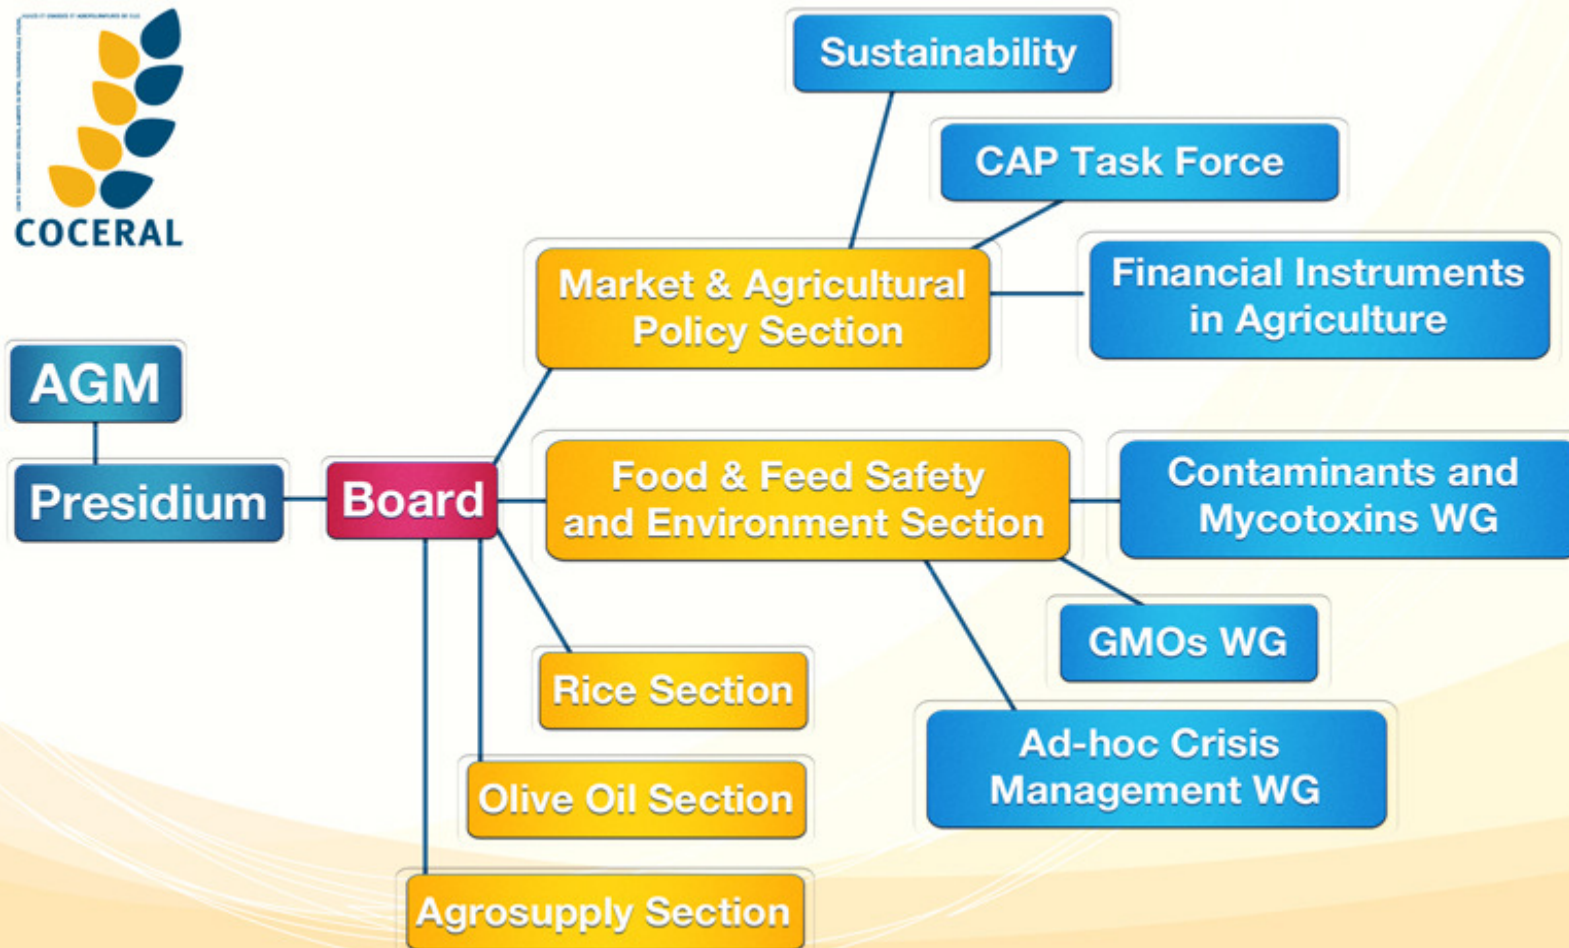 COCERAL
Sustainability
CAP Task Force
Market & Agricultural
Policy Section
Financial Instruments
in Agriculture
AGM
Presidium
Board
Food & Feed Safety
and Environment Section
Contaminants and
Mycotoxins WG
GMOs WG
Rice Section
Ad-hoc Crisis
Management WG
Olive Oil Section
Agrosupply Section